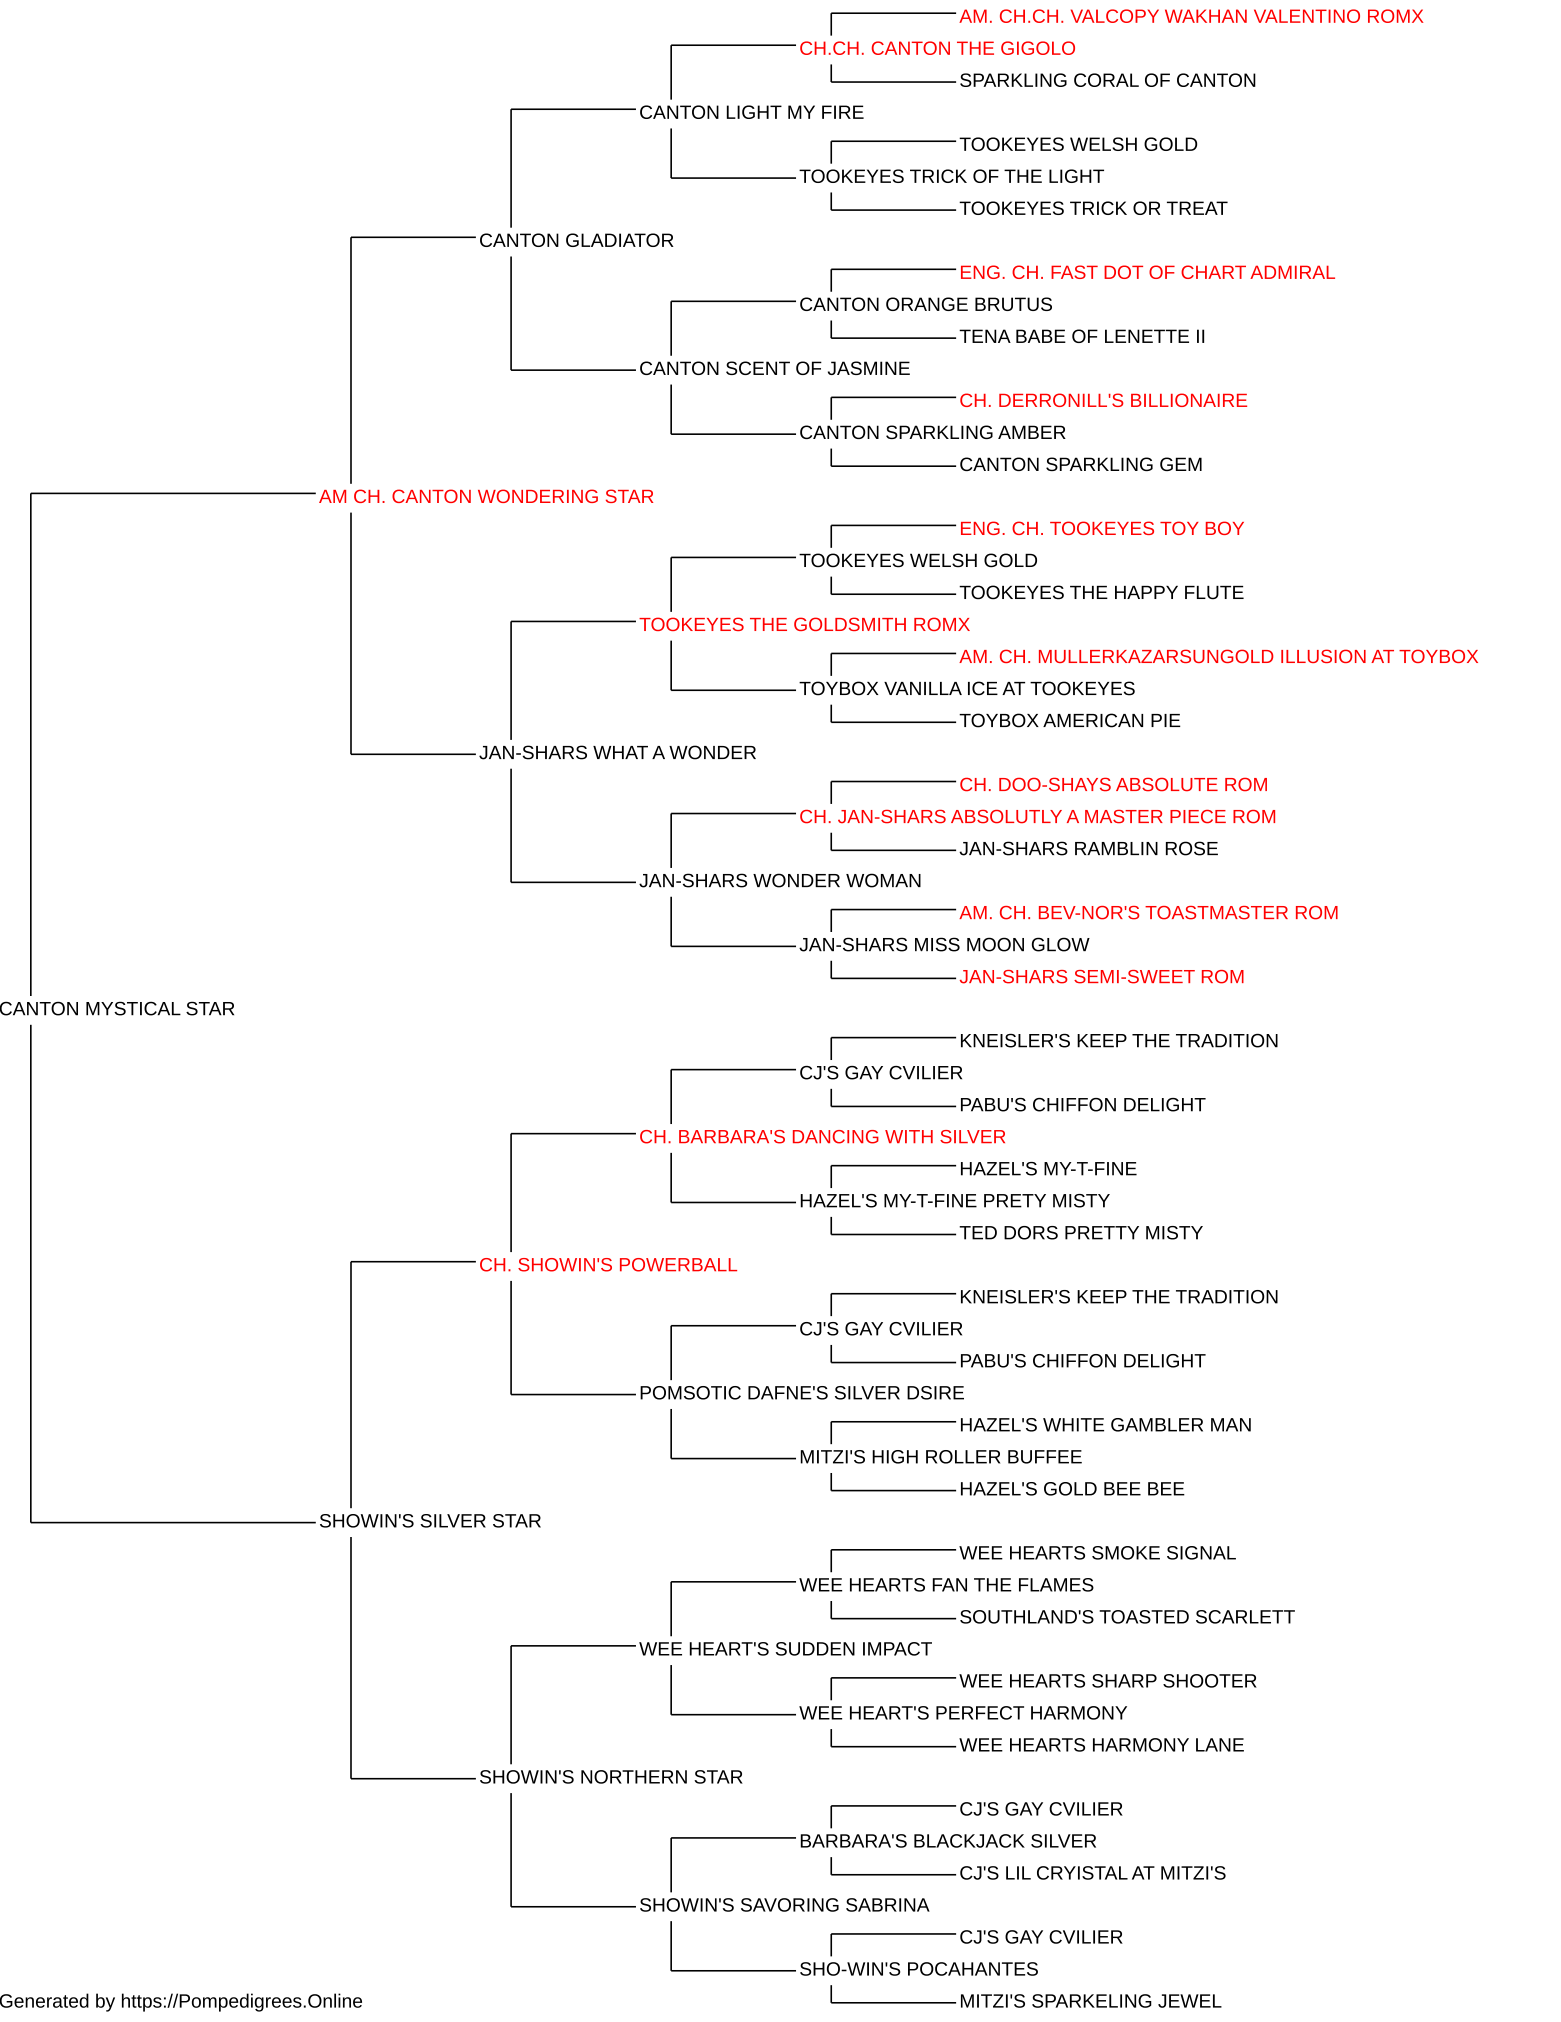 AM. CH.CH. VALCOPY WAKHAN VALENTINO ROMX
CH.CH. CANTON THE GIGOLO
SPARKLING CORAL OF CANTON
CANTON LIGHT MY FIRE
TOOKEYES WELSH GOLD
TOOKEYES TRICK OF THE LIGHT
TOOKEYES TRICK OR TREAT
CANTON GLADIATOR
ENG. CH. FAST DOT OF CHART ADMIRAL
CANTON ORANGE BRUTUS
TENA BABE OF LENETTE II
CANTON SCENT OF JASMINE
CH. DERRONILL'S BILLIONAIRE
CANTON SPARKLING AMBER
CANTON SPARKLING GEM
AM CH. CANTON WONDERING STAR
ENG. CH. TOOKEYES TOY BOY
TOOKEYES WELSH GOLD
TOOKEYES THE HAPPY FLUTE
TOOKEYES THE GOLDSMITH ROMX
AM. CH. MULLERKAZARSUNGOLD ILLUSION AT TOYBOX
TOYBOX VANILLA ICE AT TOOKEYES
TOYBOX AMERICAN PIE
JAN-SHARS WHAT A WONDER
CH. DOO-SHAYS ABSOLUTE ROM
CH. JAN-SHARS ABSOLUTLY A MASTER PIECE ROM
JAN-SHARS RAMBLIN ROSE
JAN-SHARS WONDER WOMAN
AM. CH. BEV-NOR'S TOASTMASTER ROM
JAN-SHARS MISS MOON GLOW
JAN-SHARS SEMI-SWEET ROM
CANTON MYSTICAL STAR
KNEISLER'S KEEP THE TRADITION
CJ'S GAY CVILIER
PABU'S CHIFFON DELIGHT
CH. BARBARA'S DANCING WITH SILVER
HAZEL'S MY-T-FINE
HAZEL'S MY-T-FINE PRETY MISTY
TED DORS PRETTY MISTY
CH. SHOWIN'S POWERBALL
KNEISLER'S KEEP THE TRADITION
CJ'S GAY CVILIER
PABU'S CHIFFON DELIGHT
POMSOTIC DAFNE'S SILVER DSIRE
HAZEL'S WHITE GAMBLER MAN
MITZI'S HIGH ROLLER BUFFEE
HAZEL'S GOLD BEE BEE
SHOWIN'S SILVER STAR
WEE HEARTS SMOKE SIGNAL
WEE HEARTS FAN THE FLAMES
SOUTHLAND'S TOASTED SCARLETT
WEE HEART'S SUDDEN IMPACT
WEE HEARTS SHARP SHOOTER
WEE HEART'S PERFECT HARMONY
WEE HEARTS HARMONY LANE
SHOWIN'S NORTHERN STAR
CJ'S GAY CVILIER
BARBARA'S BLACKJACK SILVER
CJ'S LIL CRYISTAL AT MITZI'S
SHOWIN'S SAVORING SABRINA
CJ'S GAY CVILIER
SHO-WIN'S POCAHANTES
MITZI'S SPARKELING JEWEL
Generated by https://Pompedigrees.Online